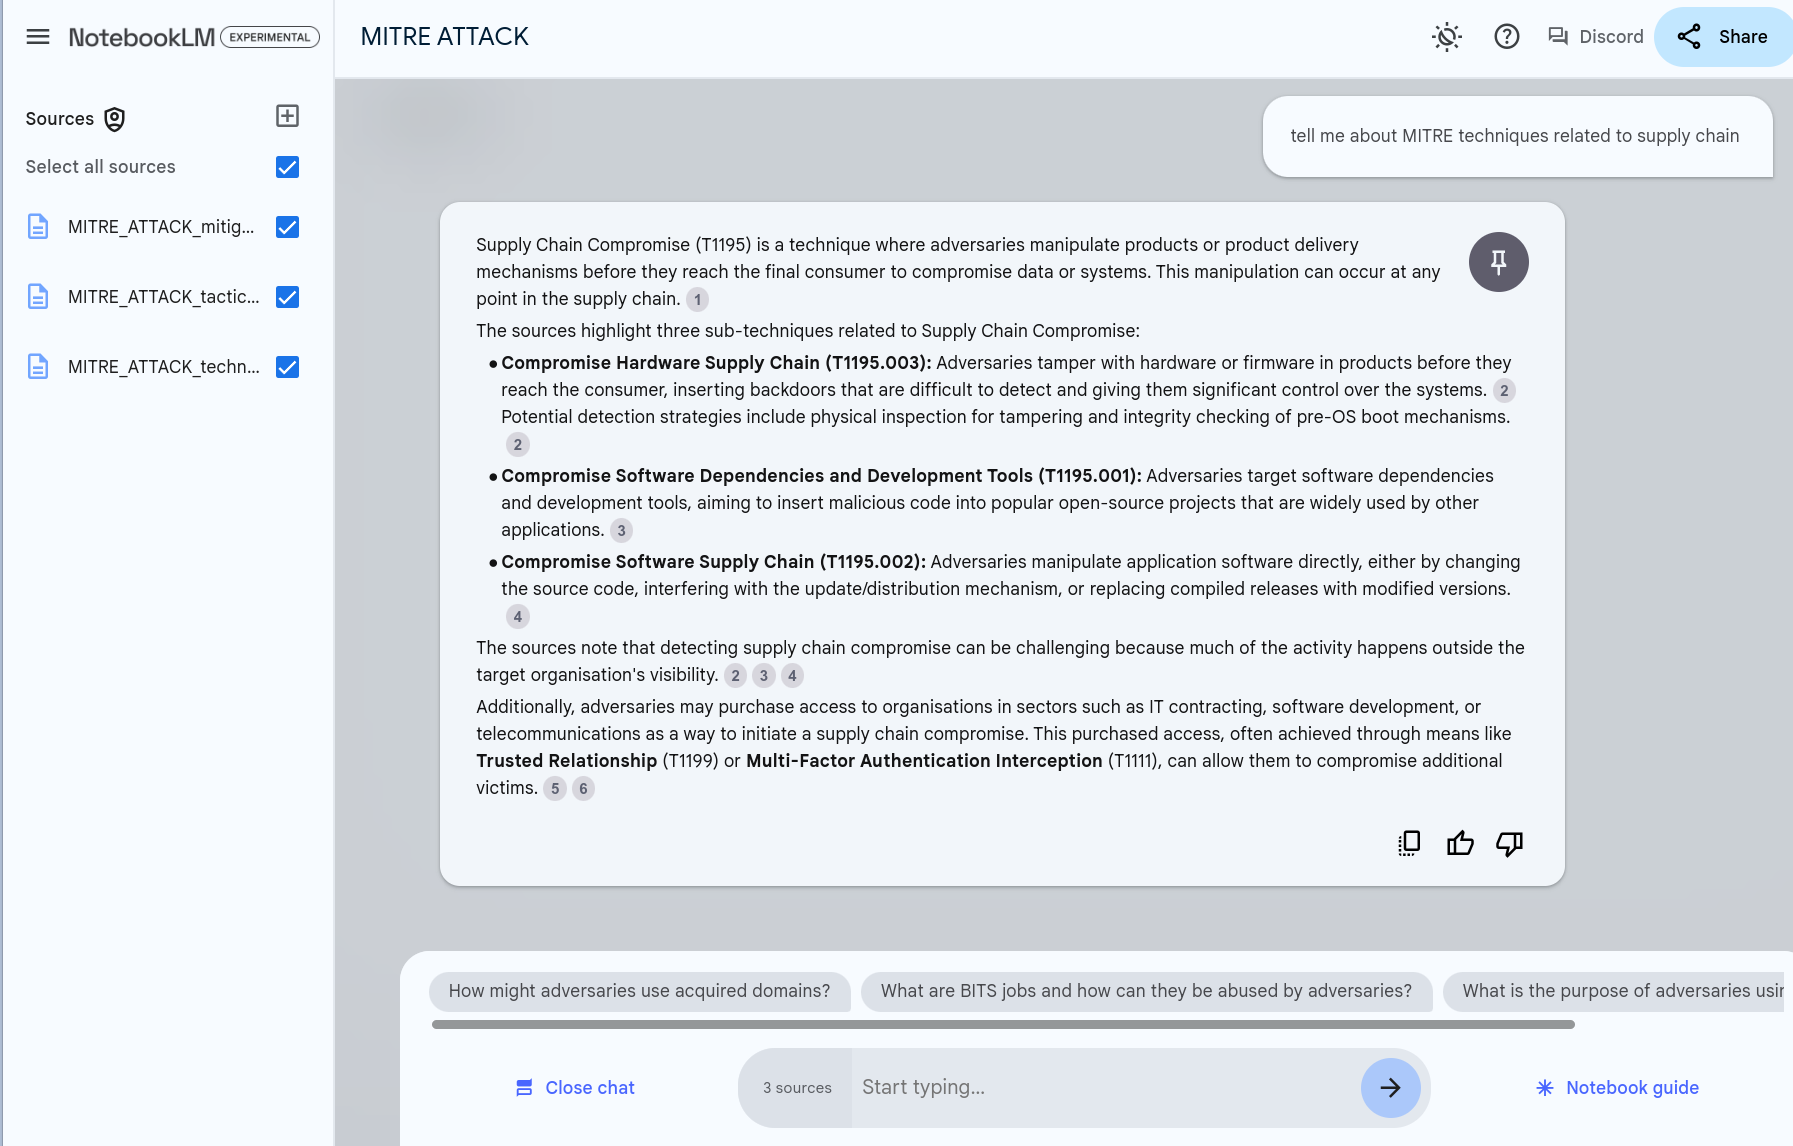 NotebookLM EXPERIMENTAL
MITRE ATTACK
Discord
Share
Sources
Select all sources
MITRE_ATTACK_mitig...
MITRE_ATTACK_tactic...
MITRE_ATTACK_techn...
tell me about MITRE techniques related to supply chain
Supply Chain Compromise (T1195) is a technique where adversaries manipulate products or product delivery
mechanisms before they reach the final consumer to compromise data or systems. This manipulation can occur at any
point in the supply chain. 1
The sources highlight three sub-techniques related to Supply Chain Compromise:
• Compromise Hardware Supply Chain (T1195.003): Adversaries tamper with hardware or firmware in products before they
reach the consumer, inserting backdoors that are difficult to detect and giving them significant control over the systems. 2
Potential detection strategies include physical inspection for tampering and integrity checking of pre-OS boot mechanisms.
2
• Compromise Software Dependencies and Development Tools (T1195.001): Adversaries target software dependencies
and development tools, aiming to insert malicious code into popular open-source projects that are widely used by other
applications. 3
• Compromise Software Supply Chain (T1195.002): Adversaries manipulate application software directly, either by changing
the source code, interfering with the update/distribution mechanism, or replacing compiled releases with modified versions.
4
The sources note that detecting supply chain compromise can be challenging because much of the activity happens outside the
target organisation's visibility. 2 3 4
Additionally, adversaries may purchase access to organisations in sectors such as IT contracting, software development, or
telecommunications as a way to initiate a supply chain compromise. This purchased access, often achieved through means like
Trusted Relationship (T1199) or Multi-Factor Authentication Interception (T1111), can allow them to compromise additional
victims. 5 6
How might adversaries use acquired domains?
What are BITS jobs and how can they be abused by adversaries?
What is the purpose of adversaries usin
Close chat
3 sources
Start typing...
Notebook guide